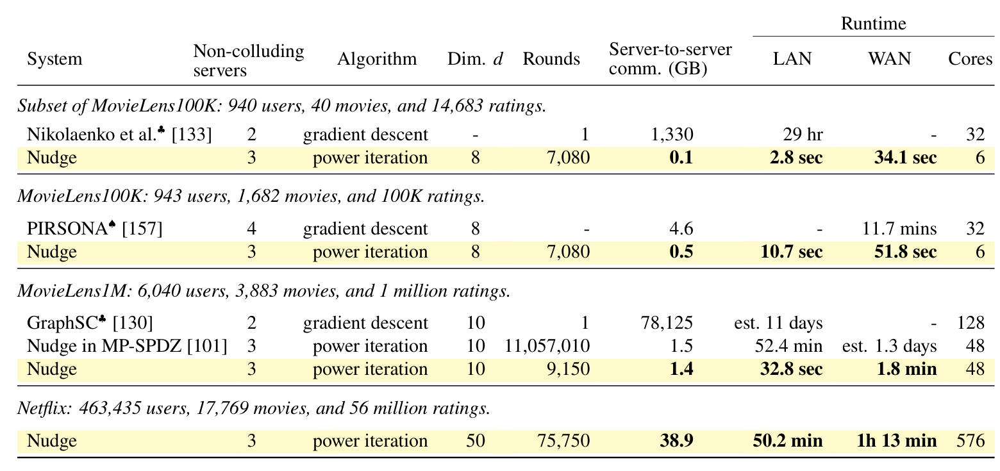 Runtime
System Non-colluding servers Algorithm Dim. d Rounds Server-to-server comm. (GB) LAN WAN Cores
Subset of MovieLens100K: 940 users, 40 movies, and 14,683 ratings.
Nikolaenko et al.♣ [133] 2 gradient descent - 1 1,330 29 hr - 32
Nudge 3 power iteration 8 7,080 0.1 2.8 sec 34.1 sec 6
MovieLens100K: 943 users, 1,682 movies, and 100K ratings.
PIRSONA♠ [157] 4 gradient descent 8 - 4.6 - 11.7 mins 32
Nudge 3 power iteration 8 7,080 0.5 10.7 sec 51.8 sec 6
MovieLens1M: 6,040 users, 3,883 movies, and 1 million ratings.
GraphSC♣ [130] 2 gradient descent 10 1 78,125 est. 11 days - 128
Nudge in MP-SPDZ [101] 3 power iteration 10 11,057,010 1.5 52.4 min est. 1.3 days 48
Nudge 3 power iteration 10 9,150 1.4 32.8 sec 1.8 min 48
Netflix: 463,435 users, 17,769 movies, and 56 million ratings.
Nudge 3 power iteration 50 75,750 38.9 50.2 min 1h 13 min 576